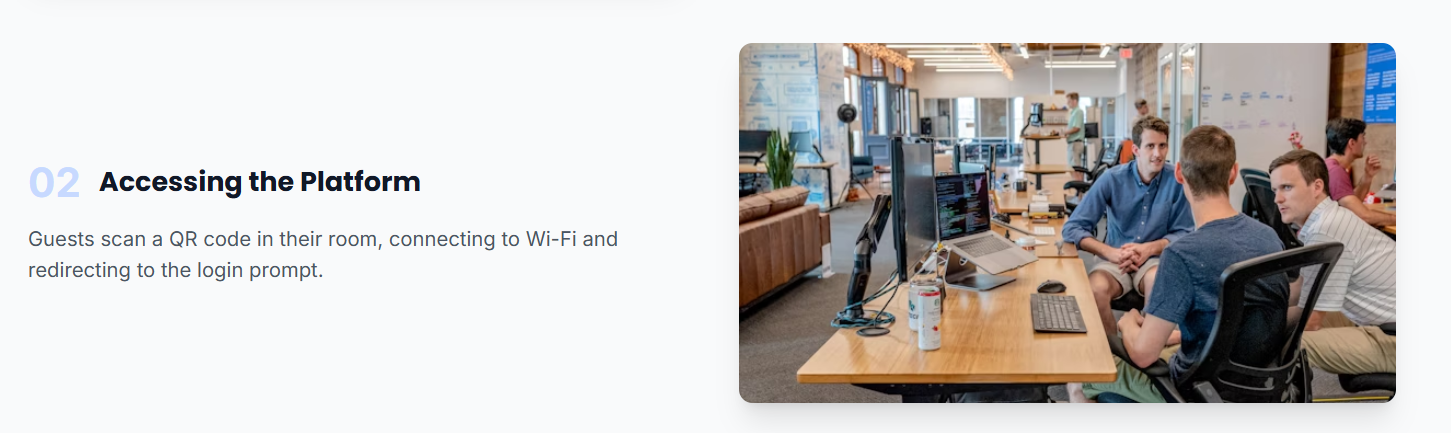 02 Accessing the Platform
Guests scan a QR code in their room, connecting to Wi-Fi and
redirecting to the login prompt.